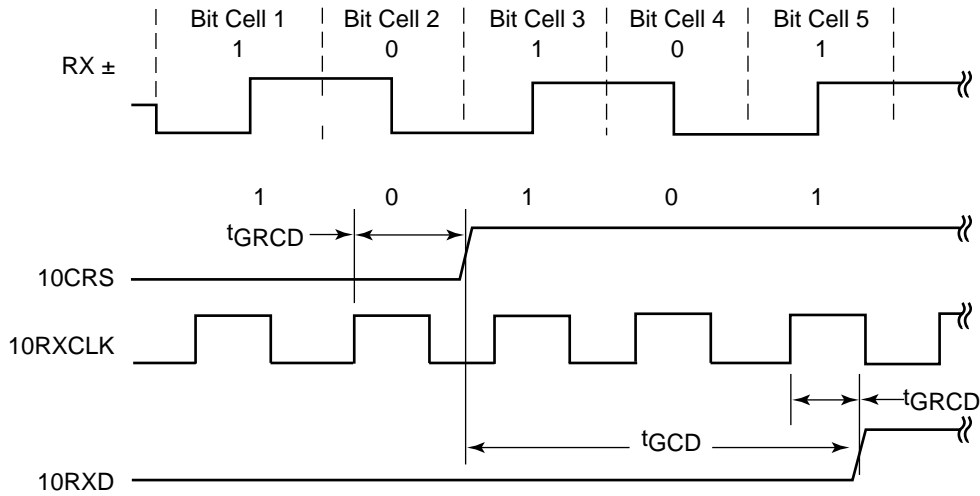 Bit Cell 1 Bit Cell 2 Bit Cell 3 Bit Cell 4 Bit Cell 5
1 0 1 0 1
RX ±
1 0 1 0 1
tGRCD
10CRS
10RXCLK
tGRCD
tGCD
10RXD